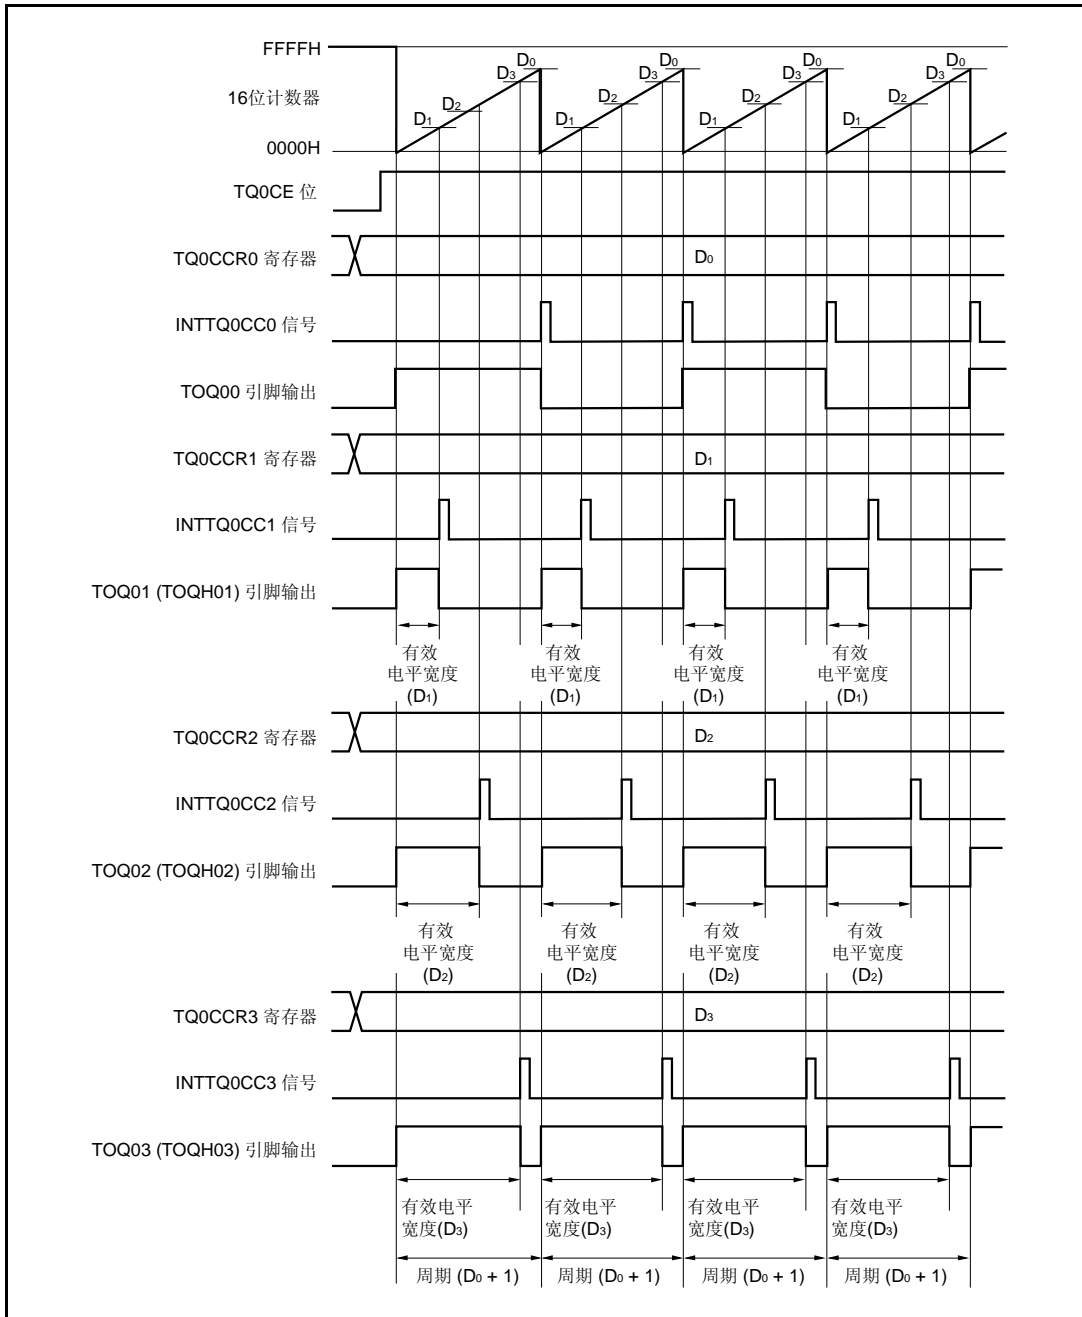 FFFFH
D0 D0 D0 D0
D3 D3 D3 D3
16位计数器
D2 D2 D2 D2
D1 D1 D1 D1
0000H
TQ0CE 位
TQ0CCR0 寄存器 D0
INTTQ0CC0 信号
TOQ00 引脚输出
TQ0CCR1 寄存器 D1
INTTQ0CC1 信号
TOQ01 (TOQH01) 引脚输出
有效 有效 有效 有效
电平宽度 电平宽度 电平宽度 电平宽度
(D1) (D1) (D1) (D1)
TQ0CCR2 寄存器 D2
INTTQ0CC2 信号
TOQ02 (TOQH02) 引脚输出
有效 有效 有效 有效
电平宽度 电平宽度 电平宽度 电平宽度
(D2) (D2) (D2) (D2)
TQ0CCR3 寄存器 D3
INTTQ0CC3 信号
TOQ03 (TOQH03) 引脚输出
有效电平 有效电平 有效电平 有效电平
宽度(D3) 宽度(D3) 宽度(D3) 宽度(D3)
周期 (D0 + 1) 周期 (D0 + 1) 周期 (D0 + 1) 周期 (D0 + 1)